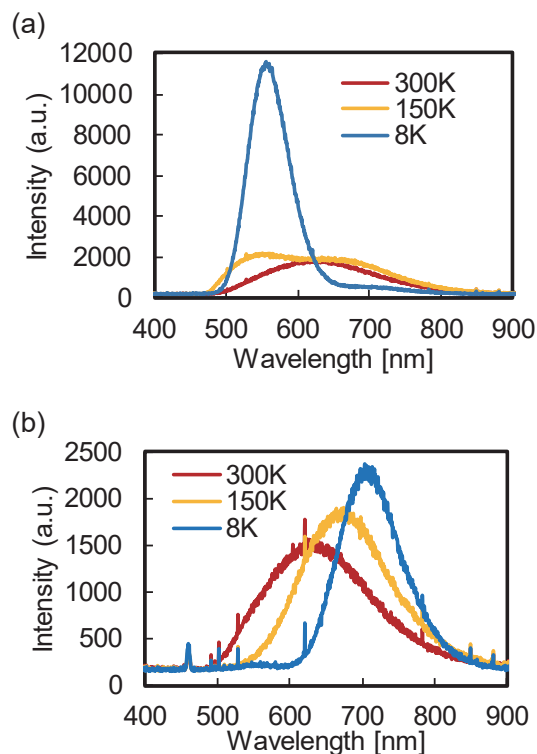 (a)
12000
10000
8000
6000
4000
2000
0
Intensity (a.u.)
300K
150K
8K
400 500 600 700 800 900
Wavelength [nm]
(b)
2500
2000
1500
1000
500
0
Intensity (a.u.)
300K
150K
8K
400 500 600 700 800 900
Wavelength [nm]